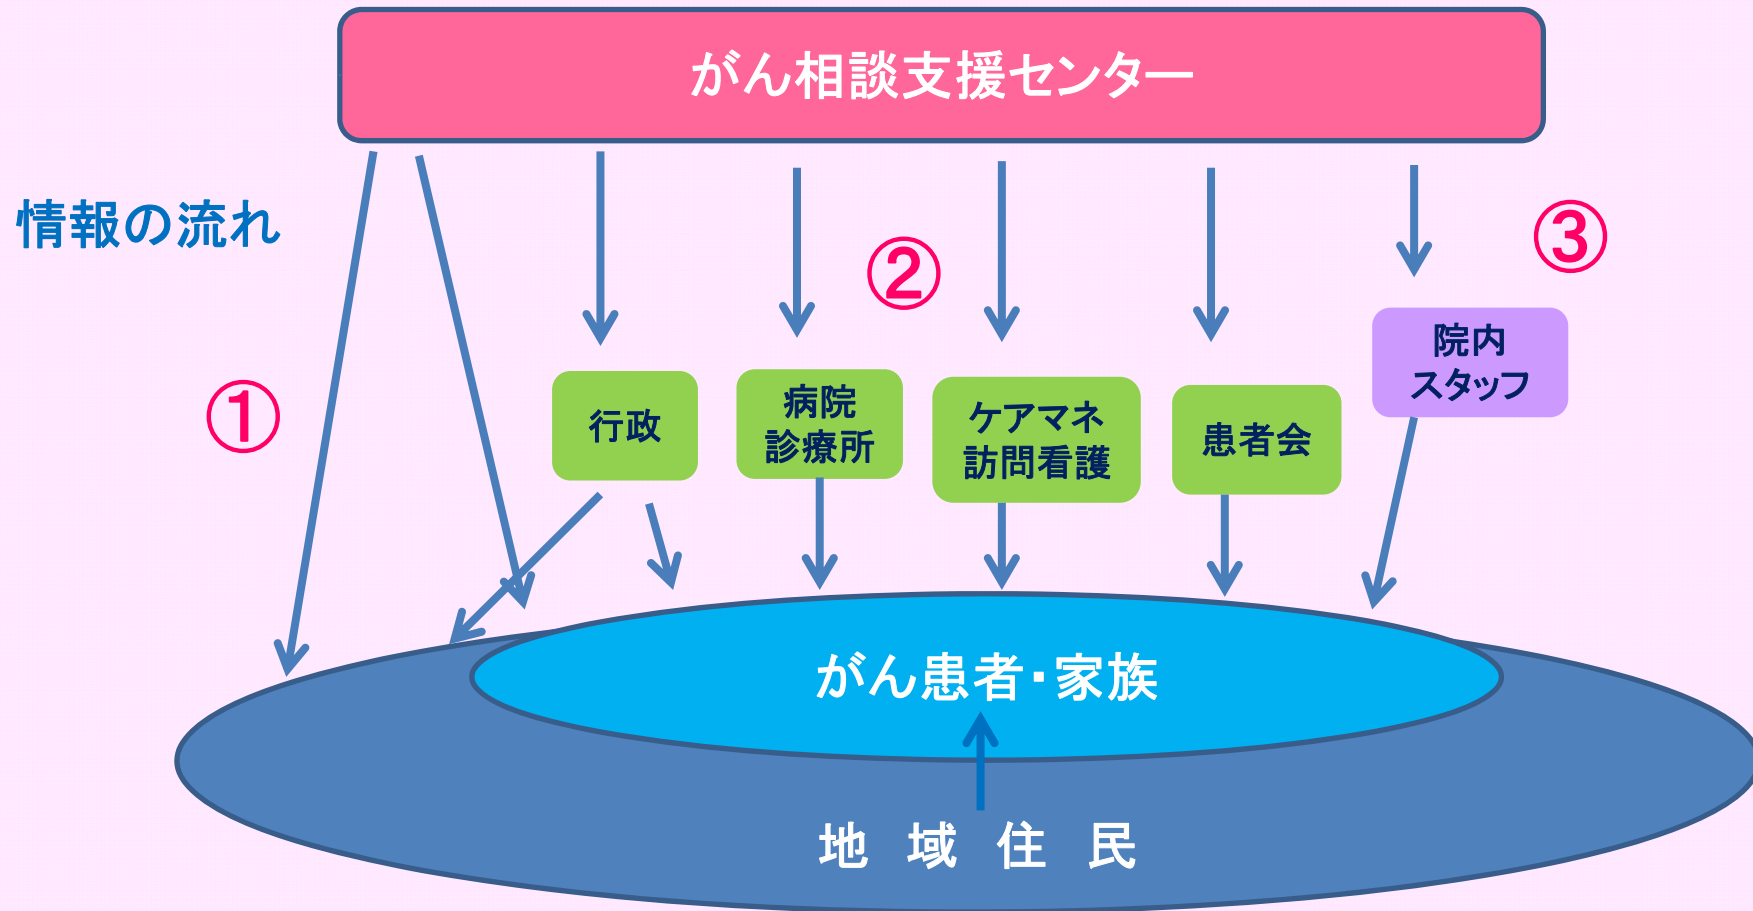 がん相談支援センター
情報の流れ
①
②
③
行政
病院
診療所
ケアマネ
訪問看護
患者会
院内
スタッフ
がん患者・家族
地　域　住　民